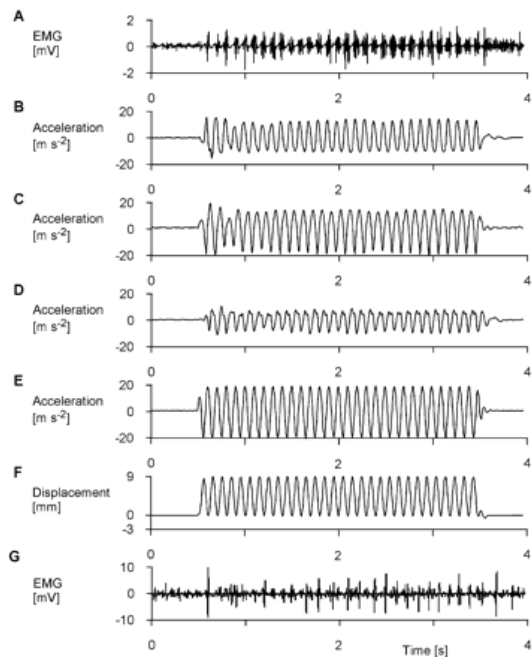 A
EMG
[mV]
2
0
-2
0 2 4
B
Acceleration
[m s-2]
20
0
-20
0 2 4
C
Acceleration
[m s-2]
20
0
-20
0 2 4
D
Acceleration
[m s-2]
20
0
-20
0 2 4
E
Acceleration
[m s-2]
20
0
-20
0 2 4
F
Displacement
[mm]
9
0
-3
0 2 4
G
EMG
[mV]
10
0
-10
0 2 Time [s] 4